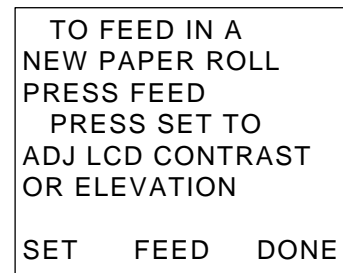 TO FEED IN A
NEW PAPER ROLL
PRESS FEED
PRESS SET TO
ADJ LCD CONTRAST
OR ELEVATION
SET FEED DONE